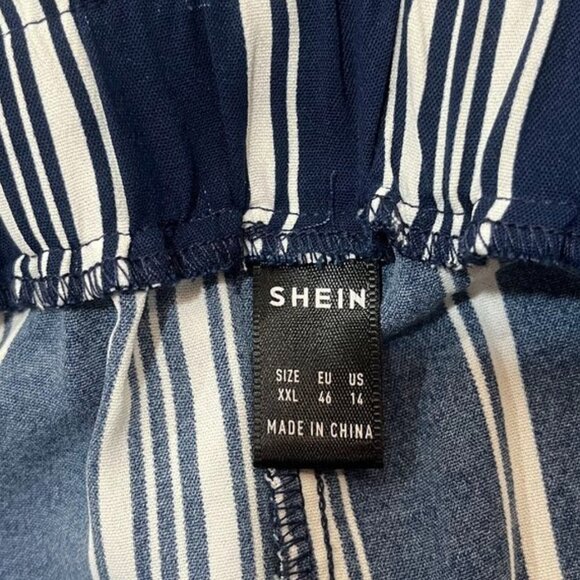 SHEIN
SIZE EU US
XXL 46 14
MADE IN CHINA